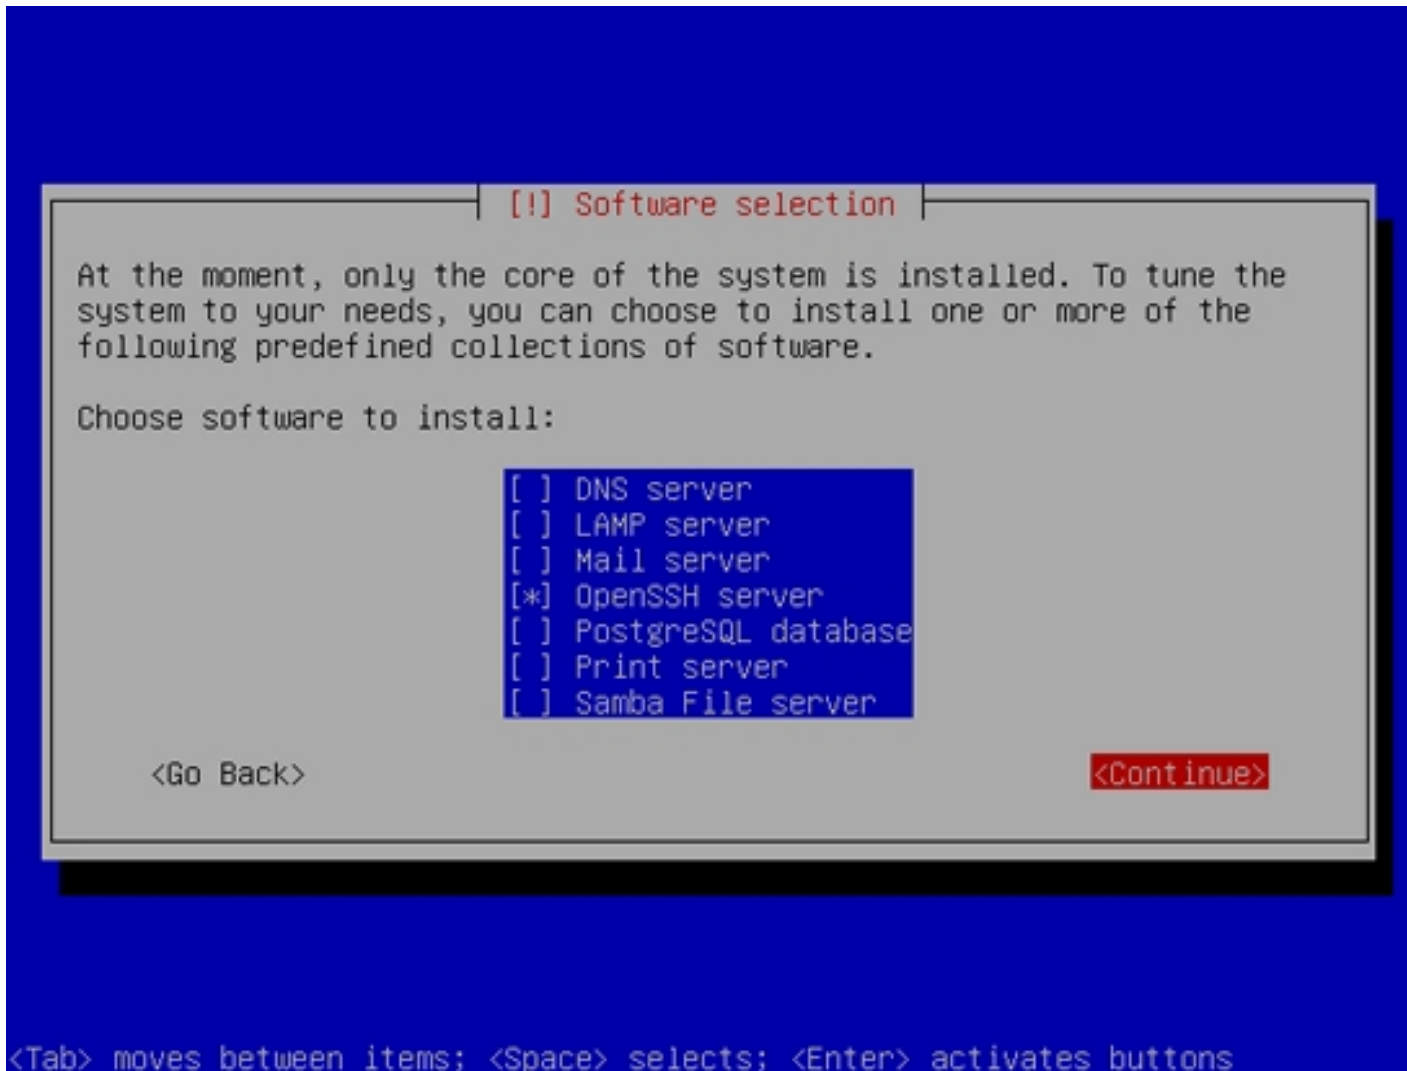 [!] Software selection
At the moment, only the core of the system is installed. To tune the
system to your needs, you can choose to install one or more of the
following predefined collections of software.
Choose software to install:
[ ] DNS server
[ ] LAMP server
[ ] Mail server
[*] OpenSSH server
[ ] PostgreSQL database
[ ] Print server
[ ] Samba File server
<Go Back> <Continue>
<Tab> moves between items; <Space> selects; <Enter> activates buttons